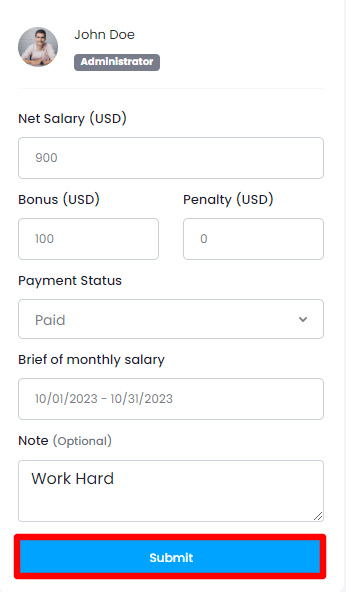 John Doe
Administrator
Net Salary (USD)
900
Bonus (USD) Penalty (USD)
100 0
Payment Status
Paid
Brief of monthly salary
10/01/2023 - 10/31/2023
Note (Optional)
Work Hard
Submit